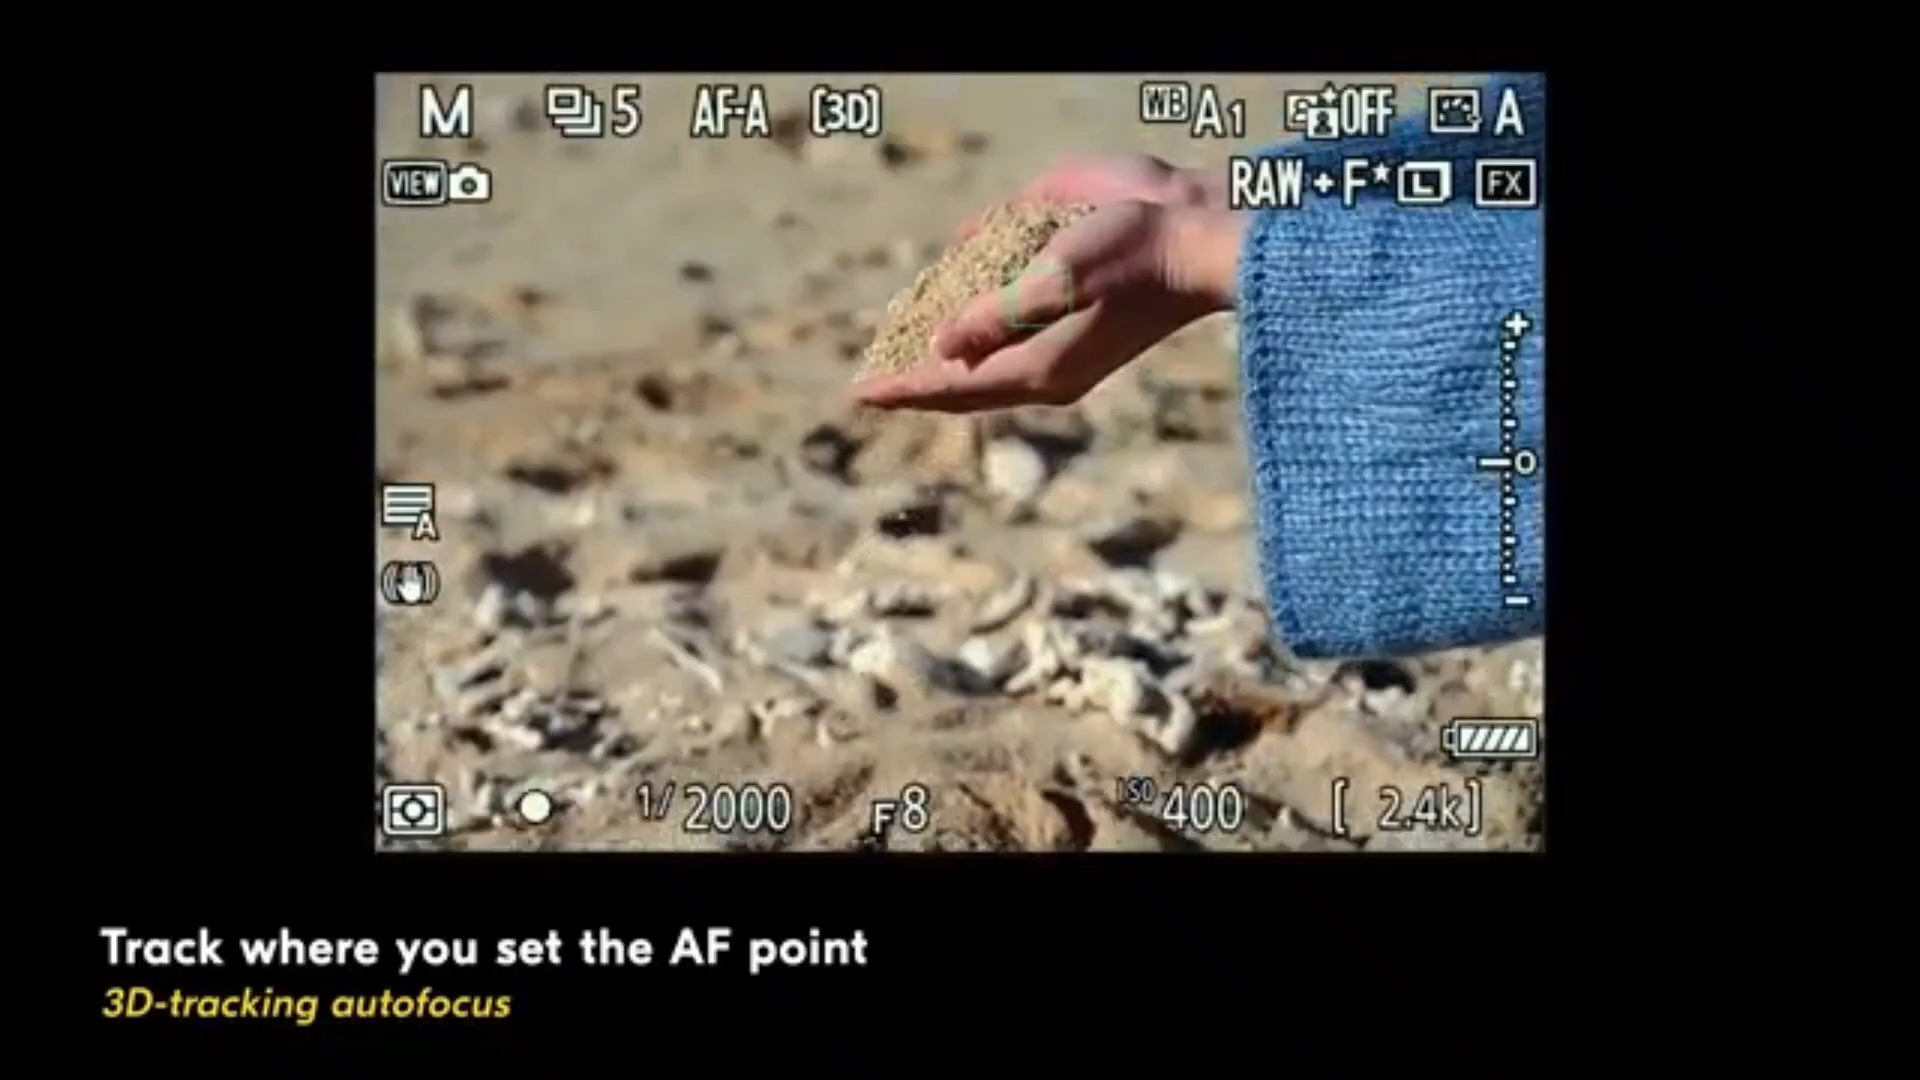 M 5 AF-A [3D] WB A1 OFF A
VIEW RAW+F★ L FX
+
0
A
−
1/2000 F8 ISO 400 [ 2.4k]
Track where you set the AF point
3D-tracking autofocus